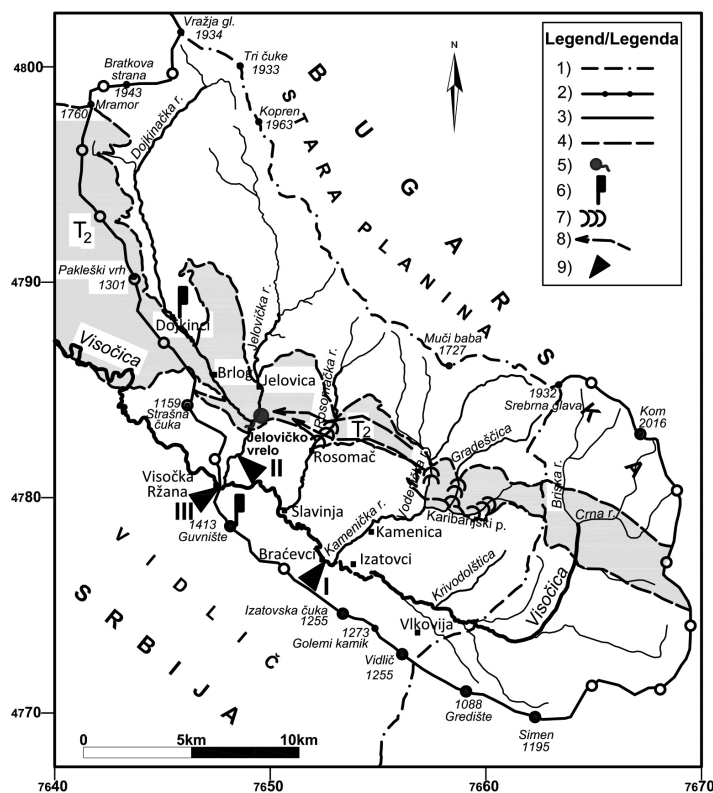 Vražja gl.
1934
Bratkova
strana
1943
Tri čuke
1933
N
Legend/Legenda
1)
2)
3)
4)
5)
6)
7)
8)
9)
4800
1760
Mramor
Dojkinačka r.
Kopren
1963
B U G A R S K A
STARA PLANINA
T2
4790
Pakleški vrh
1301
Dojkinci
Jelovička r.
Visočica
Muči baba
1727
Brlog
Jelovica
Rosomačka r.
1932
Srebrna glava
Kom
2016
1159
Strašna
čuka
T2
Jelovičko
vrelo
Rosomač
Gradeščica
II
Vodenička
Briska r.
4780
Visočka
Ržana
III
1413
Guvnište
Slavinja
Kamenička r.
Karibanjski p.
Crna r.
Kamenica
Braćevci
Izatovci
I
Krivodolštica
Visočica
V I D L I Č
S R B I J A
Izatovska čuka
1255
1273
Golemi kamik
Vlkovija
Vidlič
1255
1088
Gredište
Simen
1195
4770
0 5km 10km
7640 7650 7660 7670